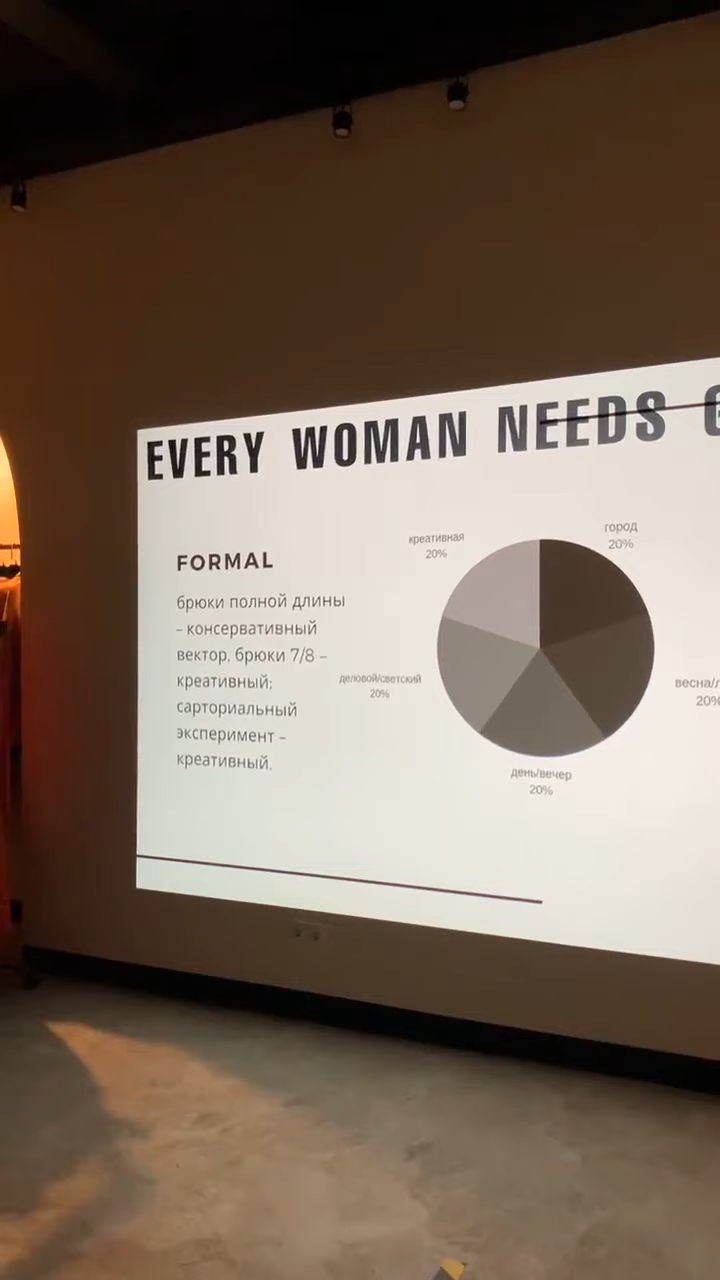 EVERY WOMAN NEEDS
FORMAL
брюки полной длины
– консервативный
вектор, брюки 7/8 –
креативный;
сарториальный
эксперимент –
креативный.
креативная
20%
город
20%
деловой/светский
20%
весна/
20%
день/вечер
20%